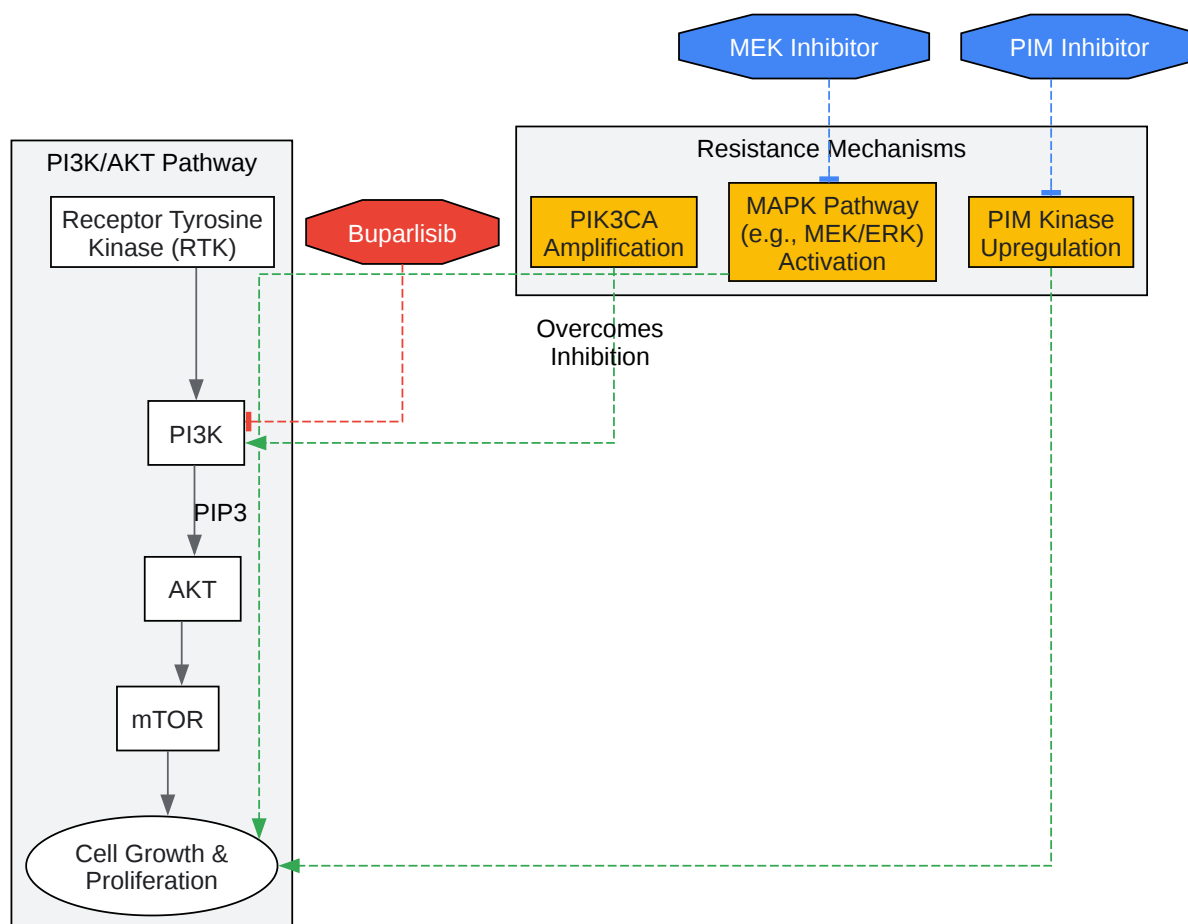 MEK Inhibitor
PIM Inhibitor
PI3K/AKT Pathway
Resistance Mechanisms
Receptor Tyrosine
Kinase (RTK)
Buparlisib
PIK3CA
Amplification
MAPK Pathway
(e.g., MEK/ERK)
Activation
PIM Kinase
Upregulation
Overcomes
Inhibition
PI3K
PIP3
AKT
mTOR
Cell Growth &
Proliferation